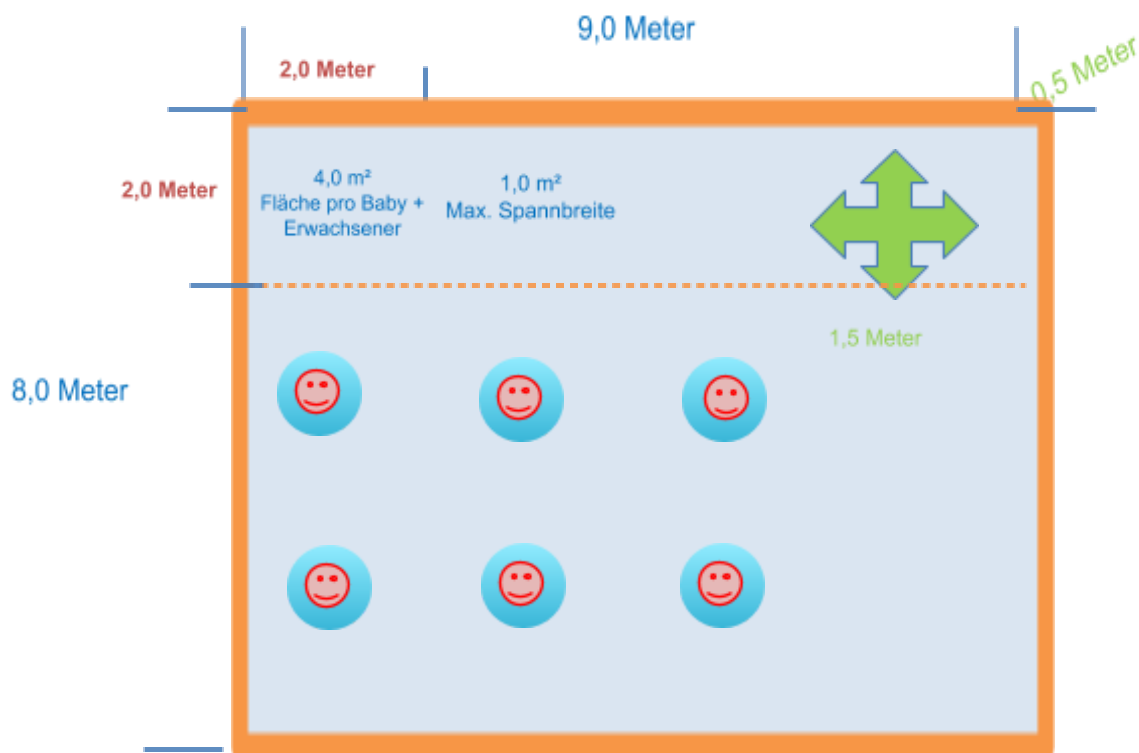 9,0 Meter
2,0 Meter
0,5 Meter
2,0 Meter
4,0 m²
Fläche pro Baby +
Erwachsener
1,0 m²
Max. Spannbreite
1,5 Meter
8,0 Meter